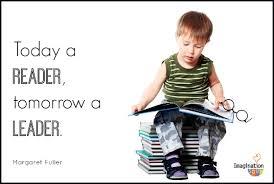 Today a
READER,
tomorrow a
LEADER.
Margaret Fuller
Imagination